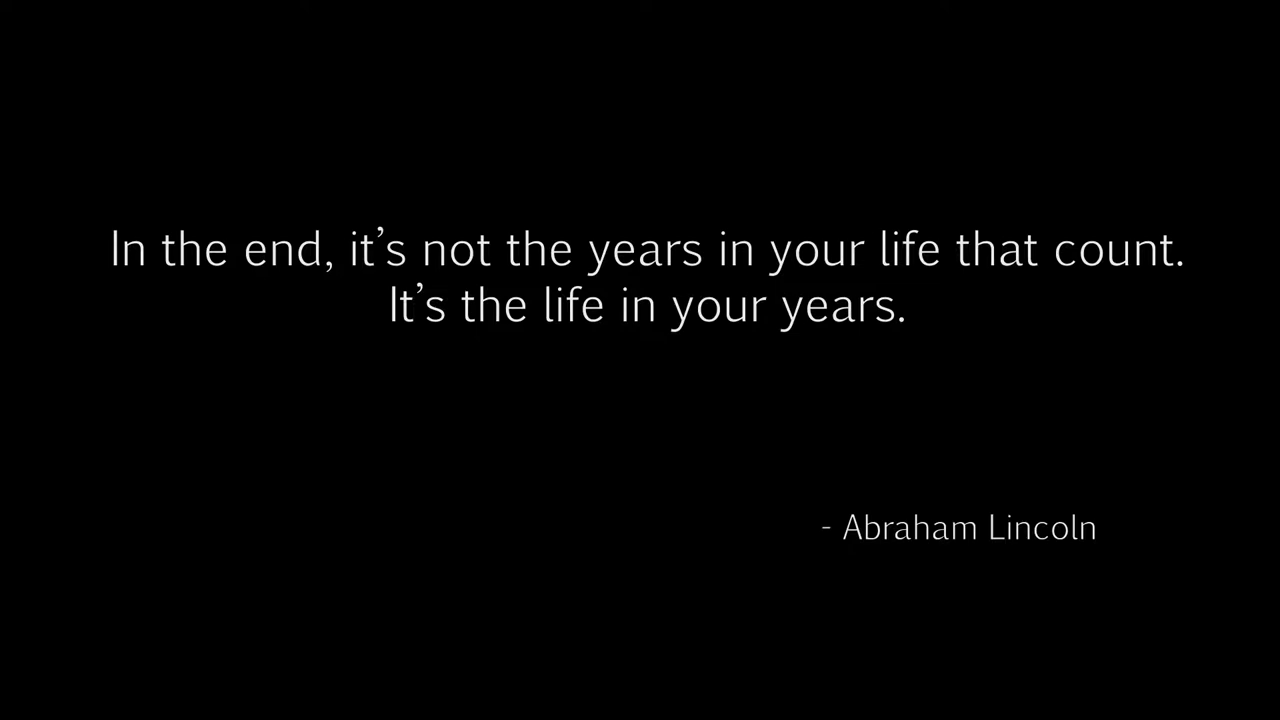 In the end, it’s not the years in your life that count.
It’s the life in your years.
- Abraham Lincoln